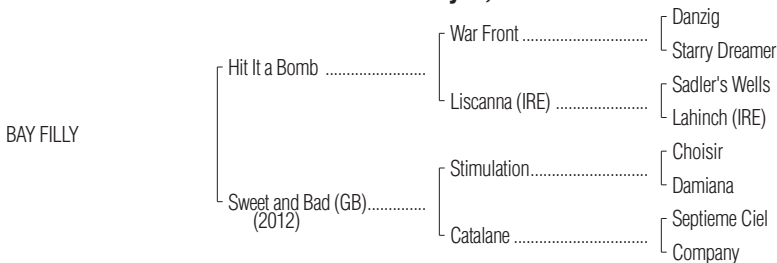 Danzig
War Front ................................
Starry Dreamer
Hit It a Bomb .........................
Sadler's Wells
Liscanna (IRE) .......................
Lahinch (IRE)
BAY FILLY
Choisir
Stimulation .............................
Damiana
Sweet and Bad (GB) ..............
(2012)
Septieme Ciel
Catalane .................................
Company